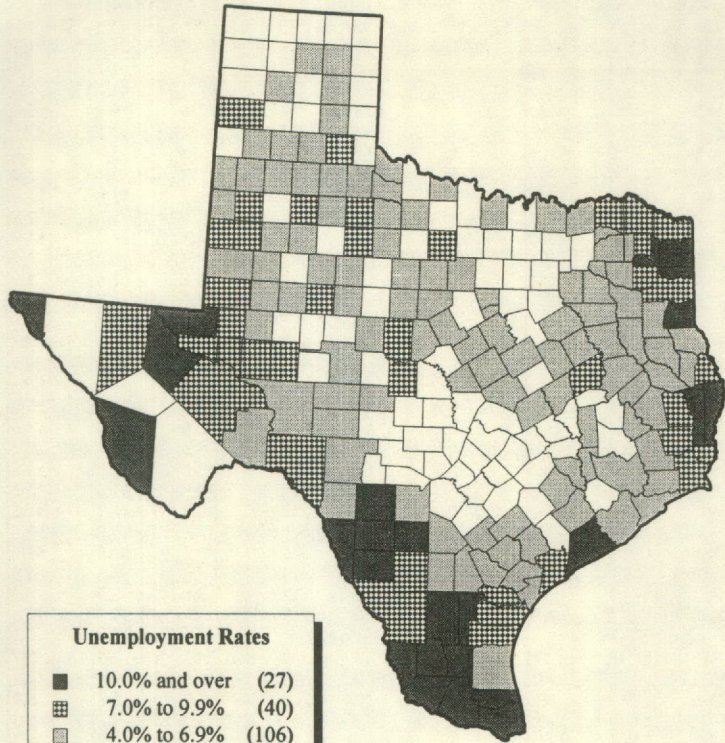 Unemployment Rates
10.0% and over (27)
7.0% to 9.9% (40)
4.0% to 6.9% (106)